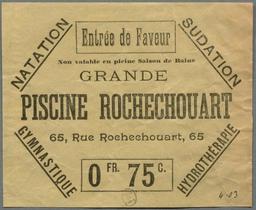 Entrée de Faveur
NATATION
SUDATION
Non valable en pleine Saison de Bains
GRANDE
PISCINE ROCHECHOUART
65, Rue Rochechouart, 65
GYMNASTIQUE
HYDROTHÉRAPIE
0 FR. 75 C.